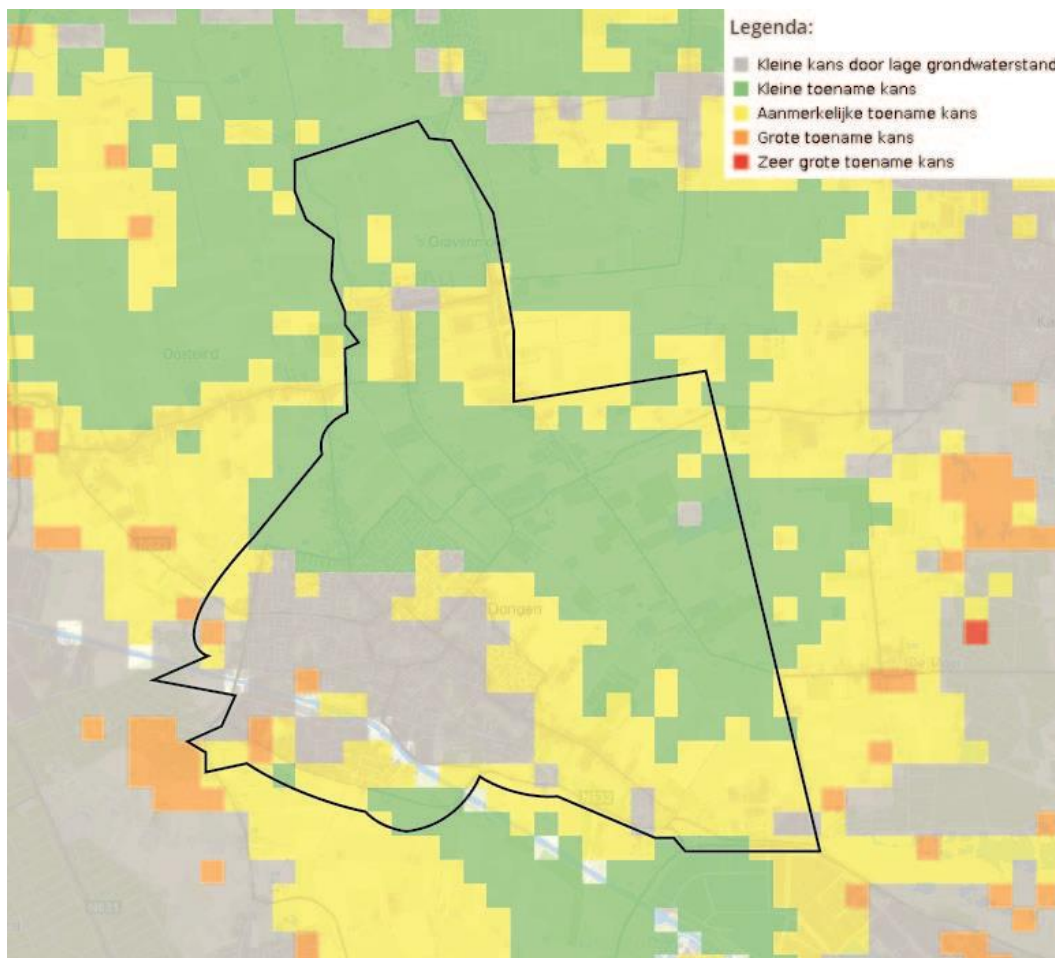 Legenda:
Kleine kans door lage grondwaterstand
Kleine toename kans
Aanmerkelijke toename kans
Grote toename kans
Zeer grote toename kans
Oosteind
Dongen